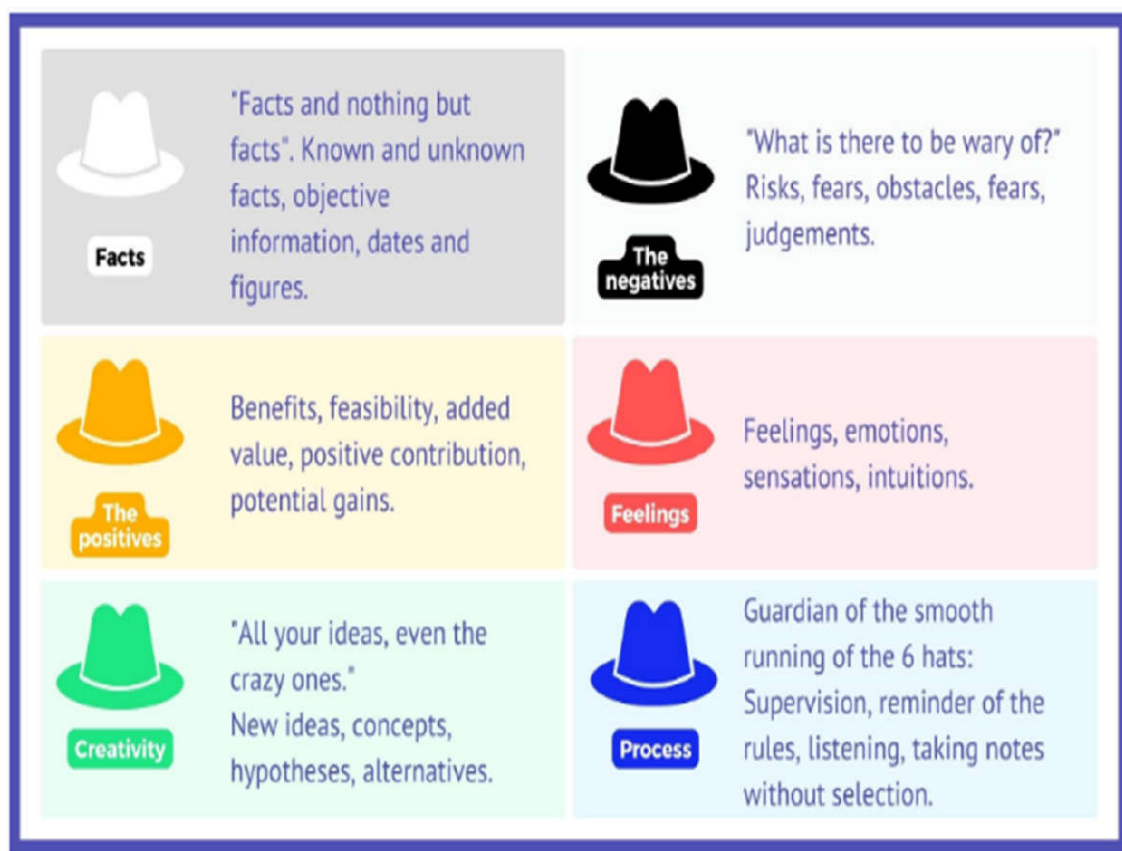 "Facts and nothing but
facts". Known and unknown
facts, objective
information, dates and
figures.
Facts
"What is there to be wary of?"
Risks, fears, obstacles, fears,
judgements.
The
negatives
Benefits, feasibility, added
value, positive contribution,
potential gains.
The
positives
Feelings, emotions,
sensations, intuitions.
Feelings
"All your ideas, even the
crazy ones."
New ideas, concepts,
hypotheses, alternatives.
Creativity
Guardian of the smooth
running of the 6 hats:
Supervision, reminder of the
rules, listening, taking notes
without selection.
Process